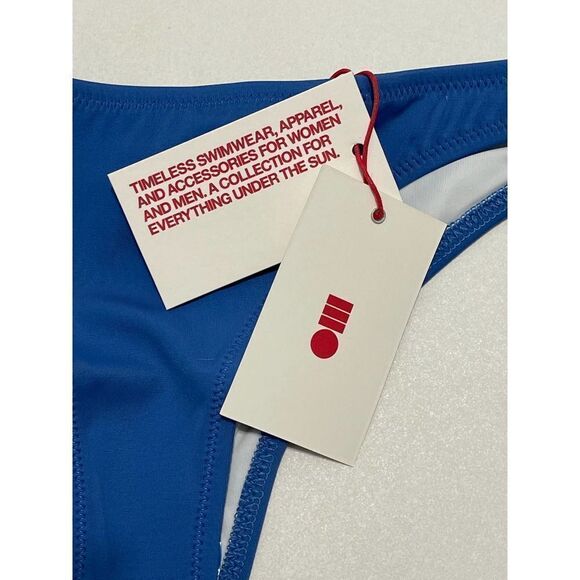 TIMELESS SWIMWEAR, APPAREL,
AND ACCESSORIES FOR WOMEN
AND MEN. A COLLECTION FOR
EVERYTHING UNDER THE SUN.